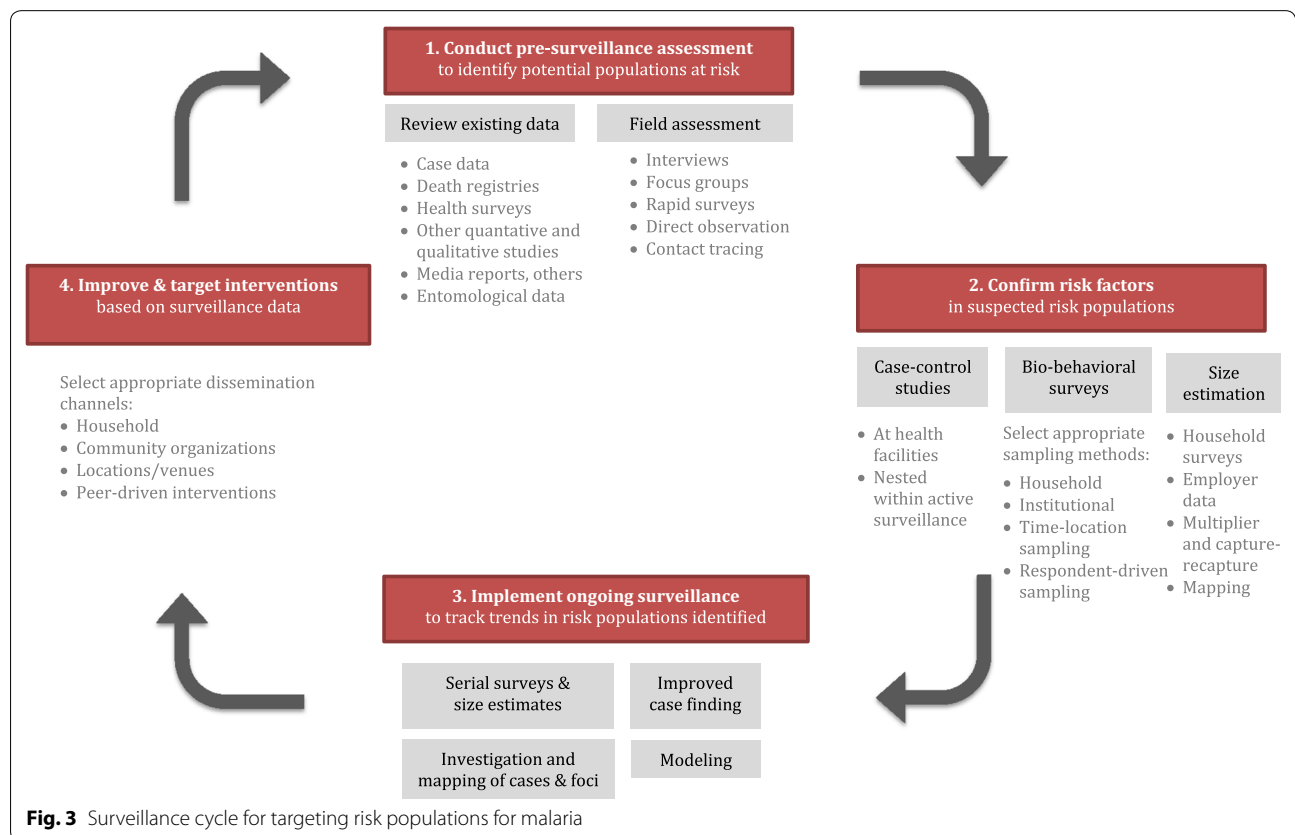 1. Conduct pre-surveillance assessment
to identify potential populations at risk
Review existing data
• Case data
• Death registries
• Health surveys
• Other quantative and
qualitative studies
• Media reports, others
• Entomological data
Field assessment
• Interviews
• Focus groups
• Rapid surveys
• Direct observation
• Contact tracing
2. Confirm risk factors
in suspected risk populations
Case-control
studies
• At health
facilities
• Nested
within active
surveillance
Bio-behavioral
surveys
Select appropriate
sampling methods:
• Household
• Institutional
• Time-location
sampling
• Respondent-driven
sampling
Size
estimation
• Household
surveys
• Employer
data
• Multiplier
and capture-
recapture
• Mapping
3. Implement ongoing surveillance
to track trends in risk populations identified
Serial surveys &
size estimates
Improved
case finding
Investigation and
mapping of cases & foci
Modeling
4. Improve & target interventions
based on surveillance data
Select appropriate dissemination
channels:
• Household
• Community organizations
• Locations/venues
• Peer-driven interventions
Fig. 3 Surveillance cycle for targeting risk populations for malaria